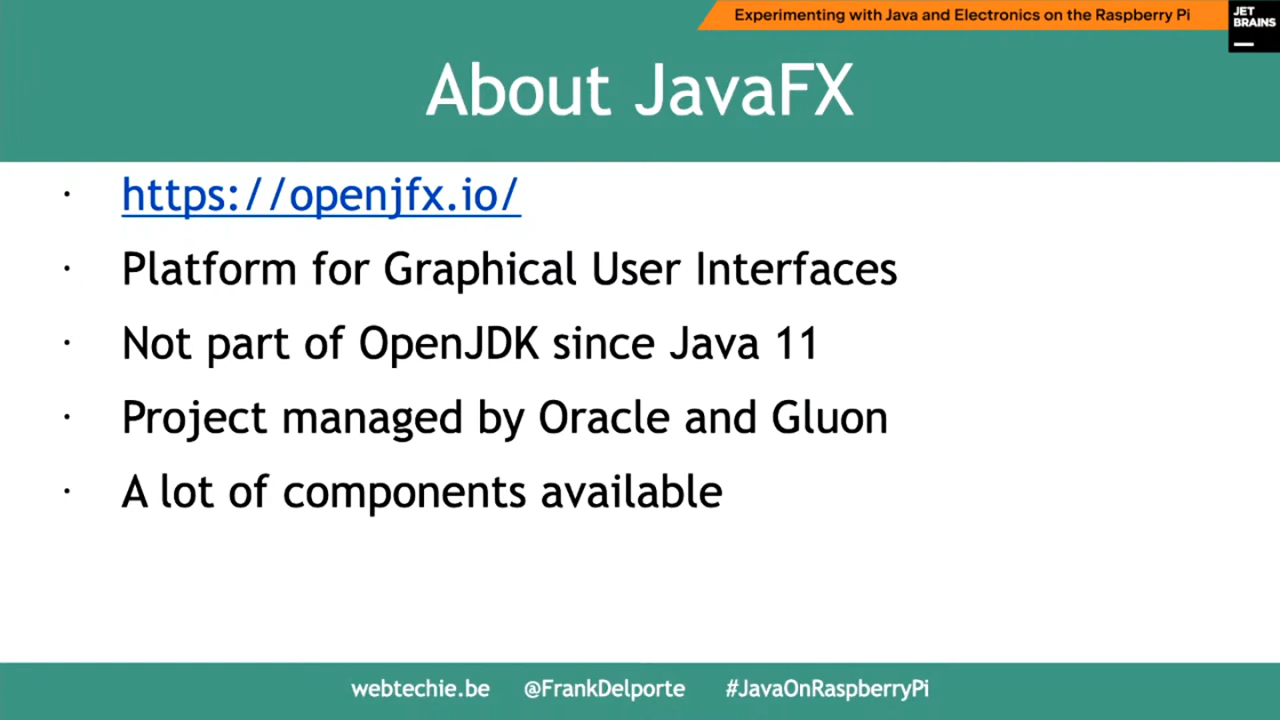 Experimenting with Java and Electronics on the Raspberry Pi
JET
BRAINS
About JavaFX
· https://openjfx.io/
· Platform for Graphical User Interfaces
· Not part of OpenJDK since Java 11
· Project managed by Oracle and Gluon
· A lot of components available
webtechie.be @FrankDelporte #JavaOnRaspberryPi